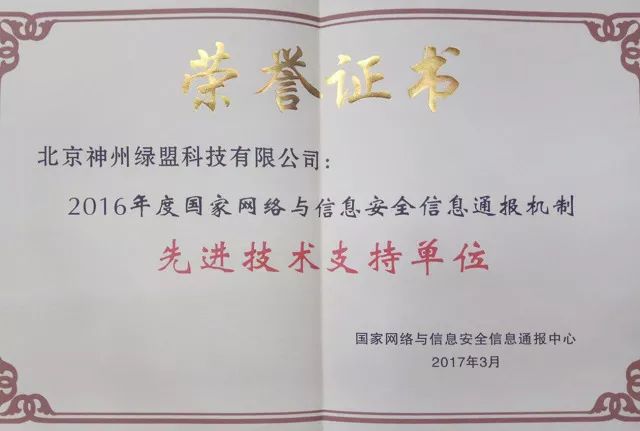 荣誉证书
北京神州绿盟科技有限公司：
2016年度国家网络与信息安全信息通报机制
先进技术支持单位
国家网络与信息安全信息通报中心
2017年3月